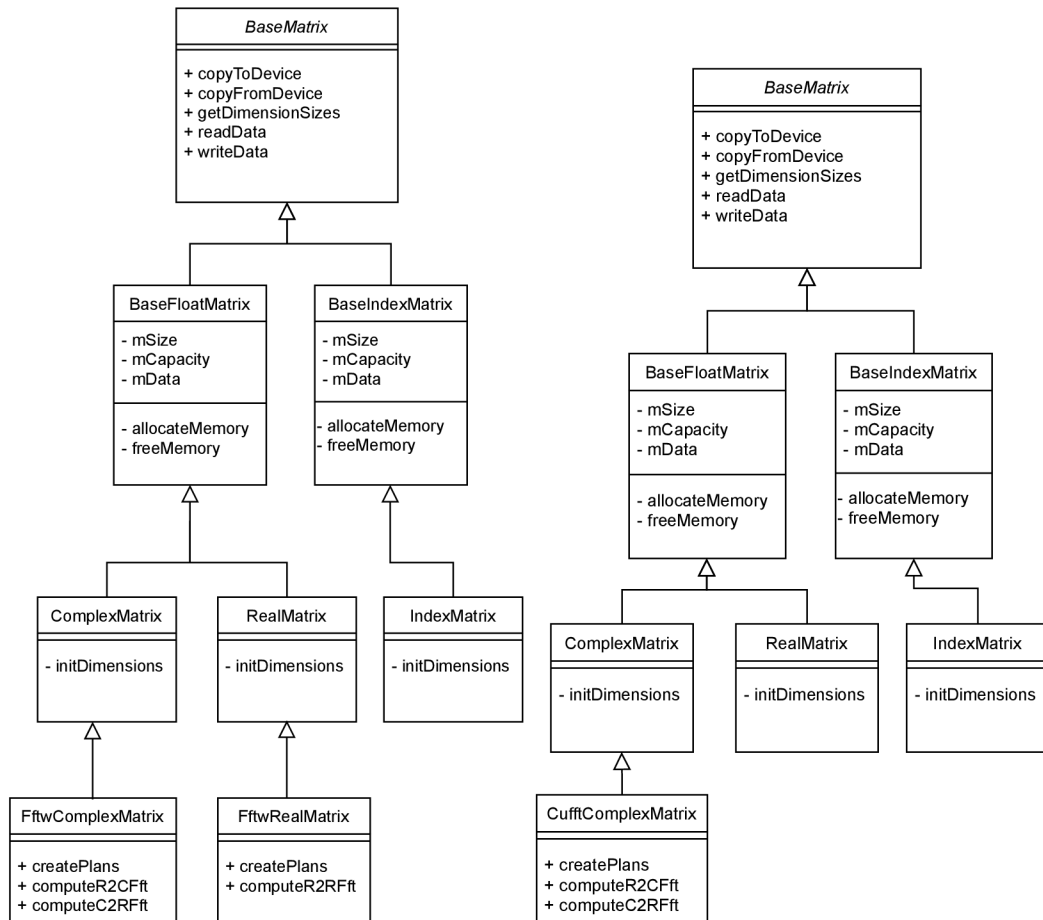 BaseMatrix
+ copyToDevice
+ copyFromDevice
+ getDimensionSizes
+ readData
+ writeData
BaseFloatMatrix
- mSize
- mCapacity
- mData
- allocateMemory
- freeMemory
BaseIndexMatrix
- mSize
- mCapacity
- mData
- allocateMemory
- freeMemory
ComplexMatrix
- initDimensions
RealMatrix
- initDimensions
IndexMatrix
- initDimensions
FftwComplexMatrix
+ createPlans
+ computeR2CFft
+ computeC2RFft
FftwRealMatrix
+ createPlans
+ computeR2RFft
BaseMatrix
+ copyToDevice
+ copyFromDevice
+ getDimensionSizes
+ readData
+ writeData
BaseFloatMatrix
- mSize
- mCapacity
- mData
- allocateMemory
- freeMemory
BaseIndexMatrix
- mSize
- mCapacity
- mData
- allocateMemory
- freeMemory
ComplexMatrix
- initDimensions
RealMatrix
- initDimensions
IndexMatrix
- initDimensions
CufftComplexMatrix
+ createPlans
+ computeR2CFft
+ computeC2RFft